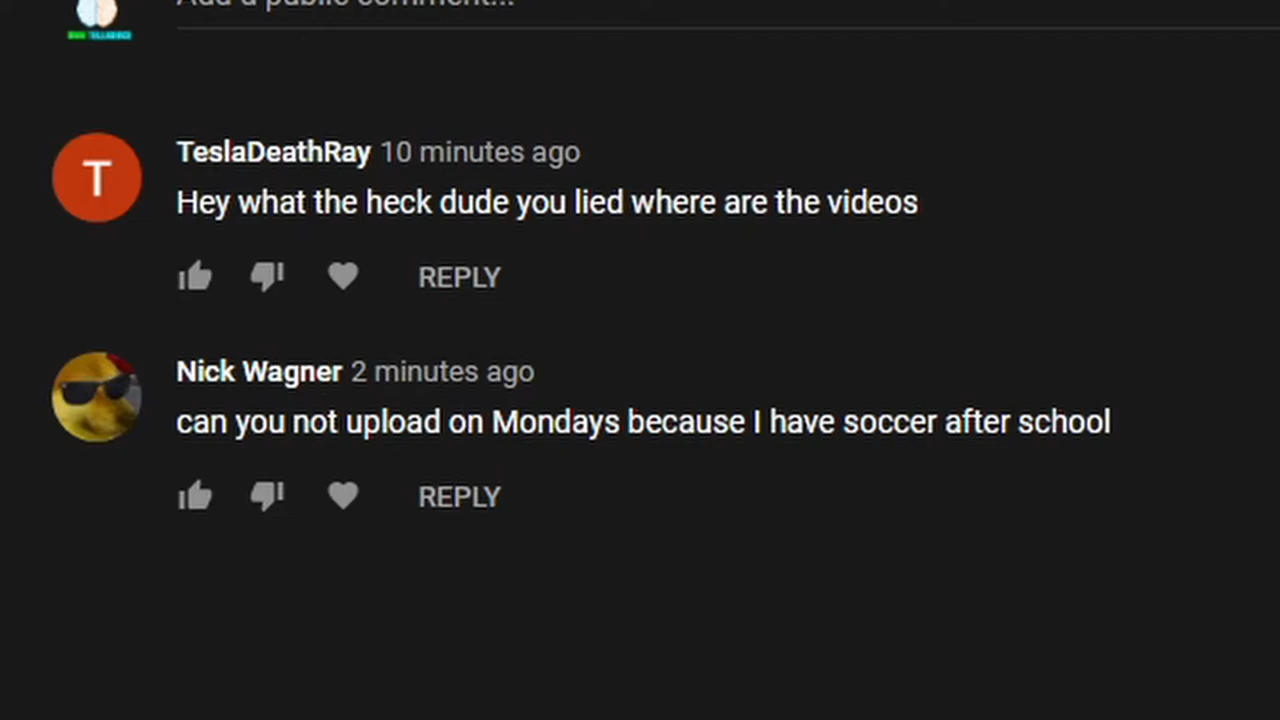 Add a public comment...
TeslaDeathRay 10 minutes ago
T
Hey what the heck dude you lied where are the videos
REPLY
Nick Wagner 2 minutes ago
can you not upload on Mondays because I have soccer after school
REPLY